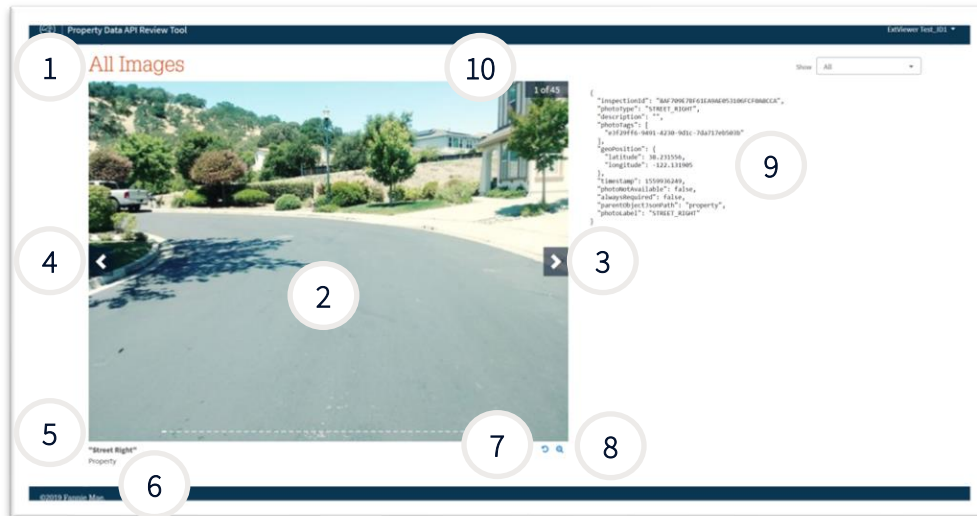 Property Data API Review Tool
ExtViewer Test_JD1
1
All Images
10
Show All
1 of 45
{
"inspectionId": "8AF709E7BF61EA9AE05310GFCF0A8CCA",
"photoType": "STREET_RIGHT",
"description": "",
"photoTags": [
"e3f29ff6-9491-4230-9d1c-7da717eb503b"
],
"geoPosition": {
"latitude": 38.231556,
"longitude": -122.131905
},
"timestamp": 1559936249,
"photoNotAvailable": false,
"alwaysRequired": false,
"parentObjectJsonPath": "property",
"photoLabel": "STREET_RIGHT"
}
9
4
3
2
5
7
8
"Street Right"
Property
6
©2019 Fannie Mae.